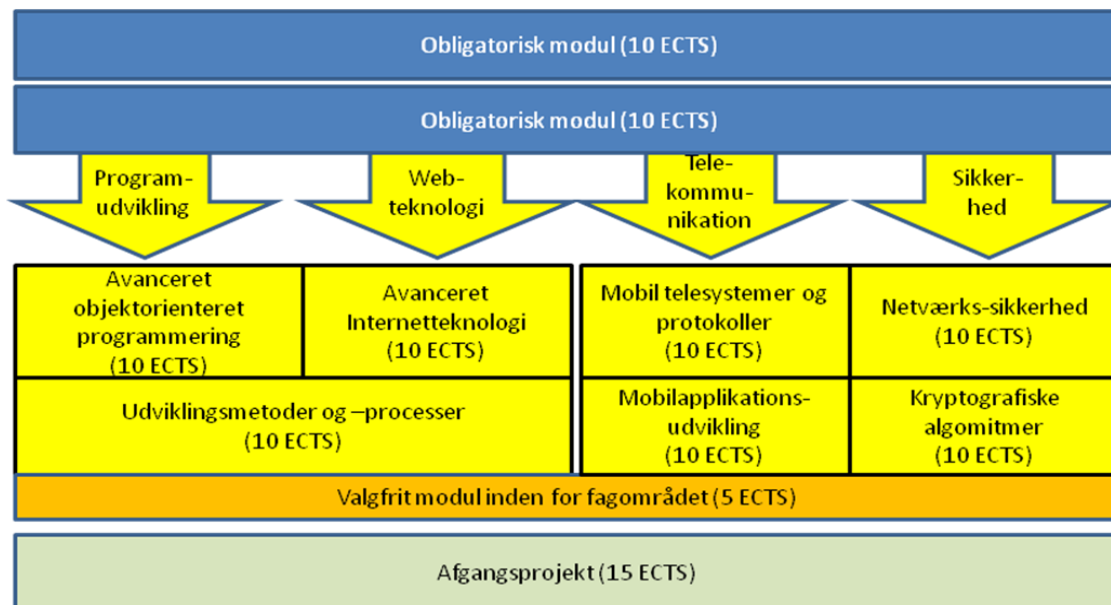 Obligatorisk modul (10 ECTS)
Obligatorisk modul (10 ECTS)
Program-
udvikling
Web-
teknologi
Tele-
kommu-
nikation
Sikker-
hed
Avanceret
objektorienteret
programmering
(10 ECTS)
Avanceret
Internetteknologi
(10 ECTS)
Mobil telesystemer og
protokoller
(10 ECTS)
Netværks-sikkerhed
(10 ECTS)
Udviklingsmetoder og –processer
(10 ECTS)
Mobilapplikations-
udvikling
(10 ECTS)
Kryptografiske
algomitmer
(10 ECTS)
Valgfrit modul inden for fagområdet (5 ECTS)
Afgangsprojekt (15 ECTS)